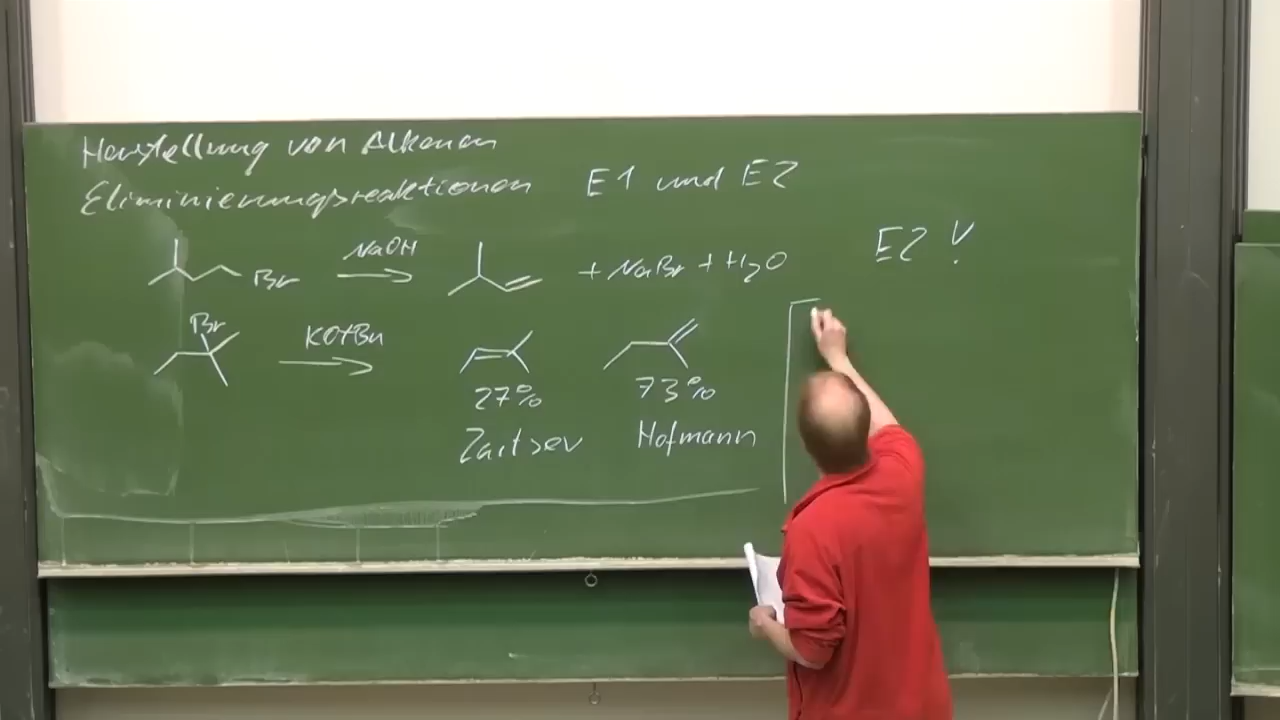 Herstellung von Alkenen
Eliminierungsreaktionen E1 und E2
E2 !
Br NaOH + NaBr + H₂O
Br KOtBu
27% 73%
Zaitsev Hofmann